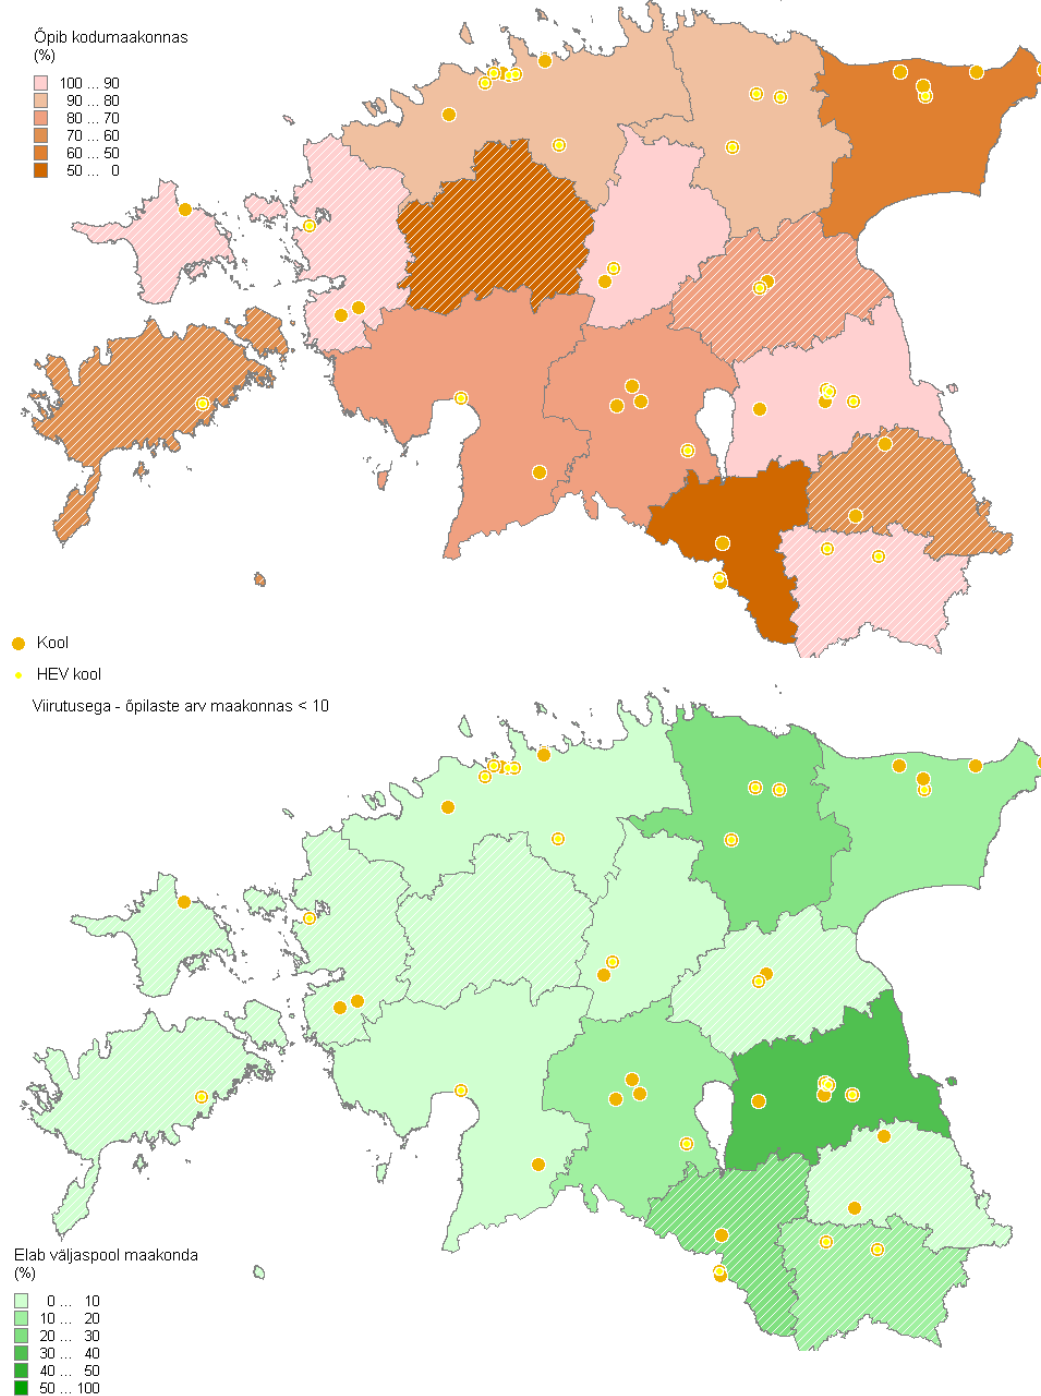 Õpib kodumaakonnas
(%)
100 ... 90
90 ... 80
80 ... 70
70 ... 60
60 ... 50
50 ... 0
Kool
HEV kool
Viirutusega - õpilaste arv maakonnas < 10
Elab väljaspool maakonda
(%)
0 ... 10
10 ... 20
20 ... 30
30 ... 40
40 ... 50
50 ... 100